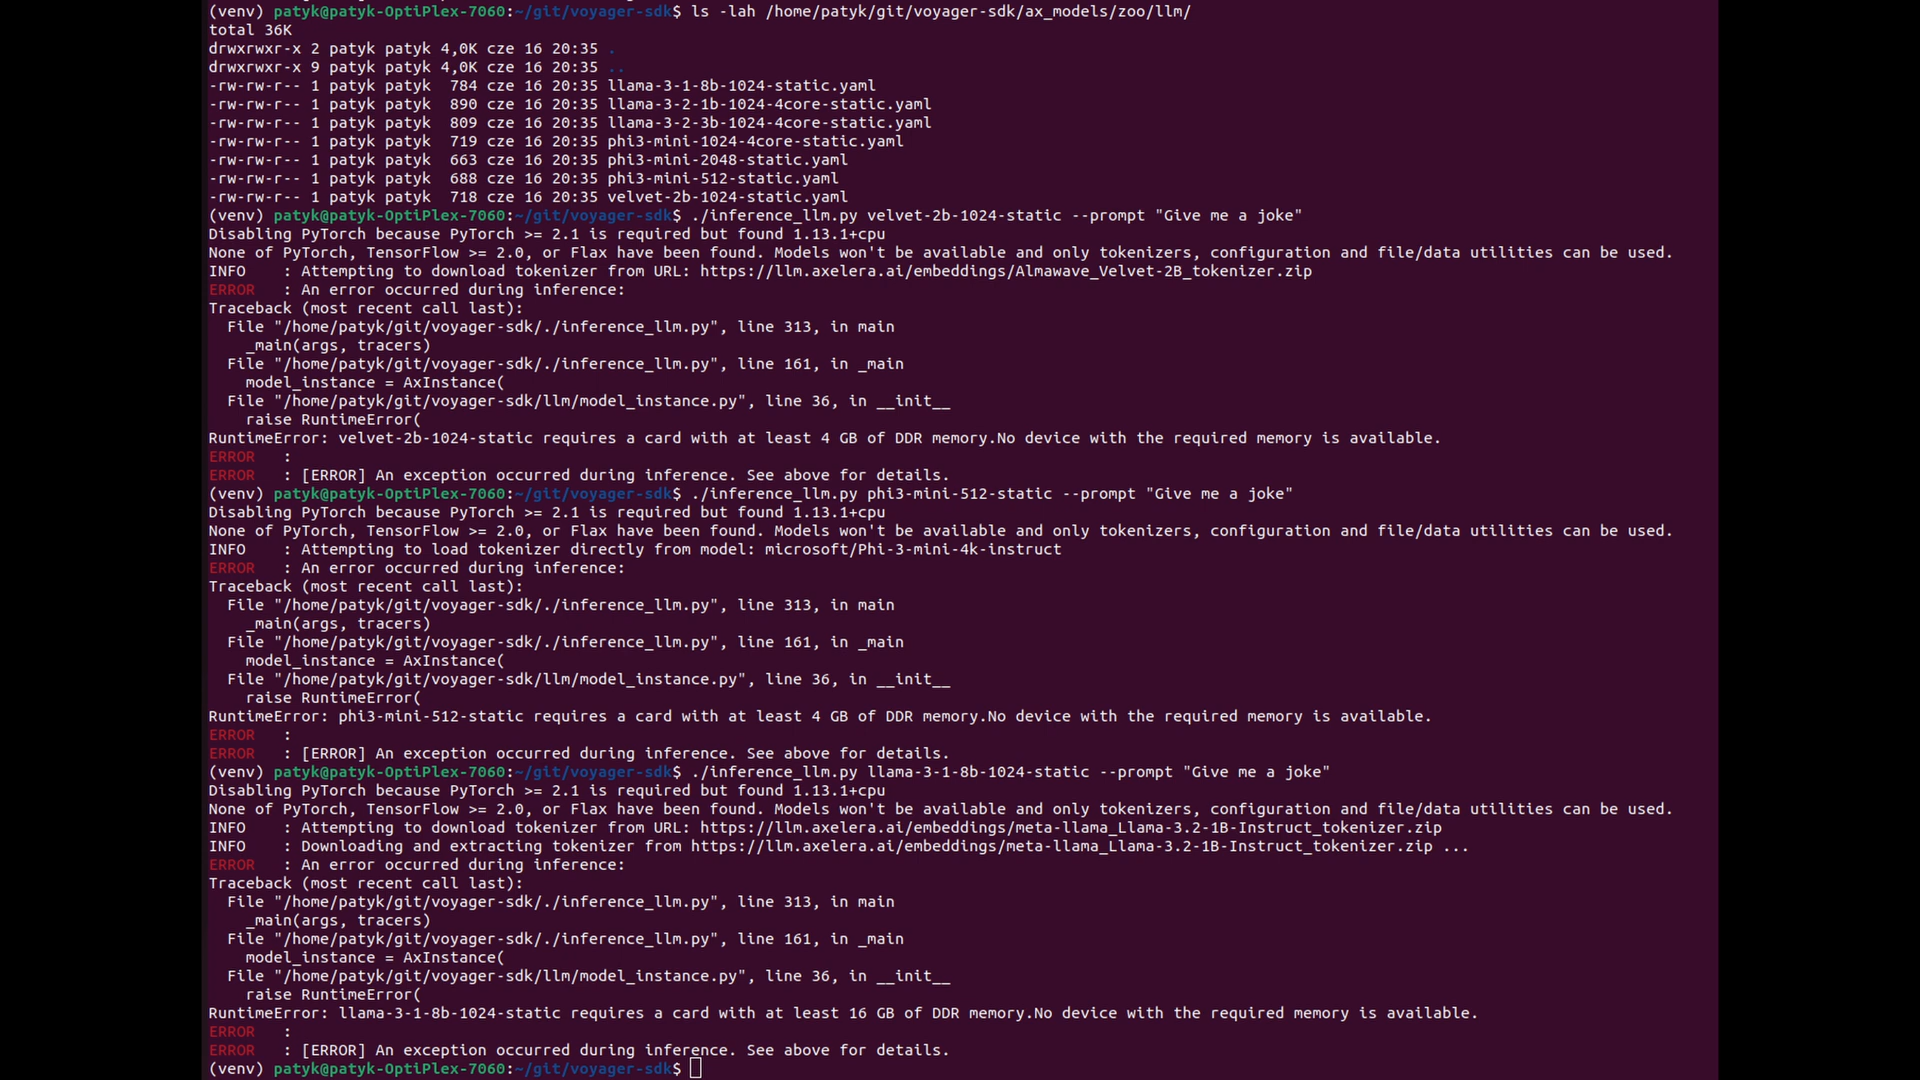 (venv) patyk@patyk-OptiPlex-7060:~/git/voyager-sdk$ ls -lah /home/patyk/git/voyager-sdk/ax_models/zoo/llm/
total 36K
drwxrwxr-x 2 patyk patyk 4,0K cze 16 20:35 .
drwxrwxr-x 9 patyk patyk 4,0K cze 16 20:35 ..
-rw-rw-r-- 1 patyk patyk  784 cze 16 20:35 llama-3-1-8b-1024-static.yaml
-rw-rw-r-- 1 patyk patyk  890 cze 16 20:35 llama-3-2-1b-1024-4core-static.yaml
-rw-rw-r-- 1 patyk patyk  809 cze 16 20:35 llama-3-2-3b-1024-4core-static.yaml
-rw-rw-r-- 1 patyk patyk  719 cze 16 20:35 phi3-mini-1024-4core-static.yaml
-rw-rw-r-- 1 patyk patyk  663 cze 16 20:35 phi3-mini-2048-static.yaml
-rw-rw-r-- 1 patyk patyk  688 cze 16 20:35 phi3-mini-512-static.yaml
-rw-rw-r-- 1 patyk patyk  718 cze 16 20:35 velvet-2b-1024-static.yaml
(venv) patyk@patyk-OptiPlex-7060:~/git/voyager-sdk$ ./inference_llm.py velvet-2b-1024-static --prompt "Give me a joke"
Disabling PyTorch because PyTorch >= 2.1 is required but found 1.13.1+cpu
None of PyTorch, TensorFlow >= 2.0, or Flax have been found. Models won't be available and only tokenizers, configuration and file/data utilities can be used.
INFO    : Attempting to download tokenizer from URL: https://llm.axelera.ai/embeddings/Almawave_Velvet-2B_tokenizer.zip
ERROR   : An error occurred during inference:
Traceback (most recent call last):
  File "/home/patyk/git/voyager-sdk/./inference_llm.py", line 313, in main
    _main(args, tracers)
  File "/home/patyk/git/voyager-sdk/./inference_llm.py", line 161, in _main
    model_instance = AxInstance(
  File "/home/patyk/git/voyager-sdk/llm/model_instance.py", line 36, in __init__
    raise RuntimeError(
RuntimeError: velvet-2b-1024-static requires a card with at least 4 GB of DDR memory.No device with the required memory is available.
ERROR   :
ERROR   : [ERROR] An exception occurred during inference. See above for details.
(venv) patyk@patyk-OptiPlex-7060:~/git/voyager-sdk$ ./inference_llm.py phi3-mini-512-static --prompt "Give me a joke"
Disabling PyTorch because PyTorch >= 2.1 is required but found 1.13.1+cpu
None of PyTorch, TensorFlow >= 2.0, or Flax have been found. Models won't be available and only tokenizers, configuration and file/data utilities can be used.
INFO    : Attempting to load tokenizer directly from model: microsoft/Phi-3-mini-4k-instruct
ERROR   : An error occurred during inference:
Traceback (most recent call last):
  File "/home/patyk/git/voyager-sdk/./inference_llm.py", line 313, in main
    _main(args, tracers)
  File "/home/patyk/git/voyager-sdk/./inference_llm.py", line 161, in _main
    model_instance = AxInstance(
  File "/home/patyk/git/voyager-sdk/llm/model_instance.py", line 36, in __init__
    raise RuntimeError(
RuntimeError: phi3-mini-512-static requires a card with at least 4 GB of DDR memory.No device with the required memory is available.
ERROR   :
ERROR   : [ERROR] An exception occurred during inference. See above for details.
(venv) patyk@patyk-OptiPlex-7060:~/git/voyager-sdk$ ./inference_llm.py llama-3-1-8b-1024-static --prompt "Give me a joke"
Disabling PyTorch because PyTorch >= 2.1 is required but found 1.13.1+cpu
None of PyTorch, TensorFlow >= 2.0, or Flax have been found. Models won't be available and only tokenizers, configuration and file/data utilities can be used.
INFO    : Attempting to download tokenizer from URL: https://llm.axelera.ai/embeddings/meta-llama_Llama-3.2-1B-Instruct_tokenizer.zip
INFO    : Downloading and extracting tokenizer from https://llm.axelera.ai/embeddings/meta-llama_Llama-3.2-1B-Instruct_tokenizer.zip ...
ERROR   : An error occurred during inference:
Traceback (most recent call last):
  File "/home/patyk/git/voyager-sdk/./inference_llm.py", line 313, in main
    _main(args, tracers)
  File "/home/patyk/git/voyager-sdk/./inference_llm.py", line 161, in _main
    model_instance = AxInstance(
  File "/home/patyk/git/voyager-sdk/llm/model_instance.py", line 36, in __init__
    raise RuntimeError(
RuntimeError: llama-3-1-8b-1024-static requires a card with at least 16 GB of DDR memory.No device with the required memory is available.
ERROR   :
ERROR   : [ERROR] An exception occurred during inference. See above for details.
(venv) patyk@patyk-OptiPlex-7060:~/git/voyager-sdk$